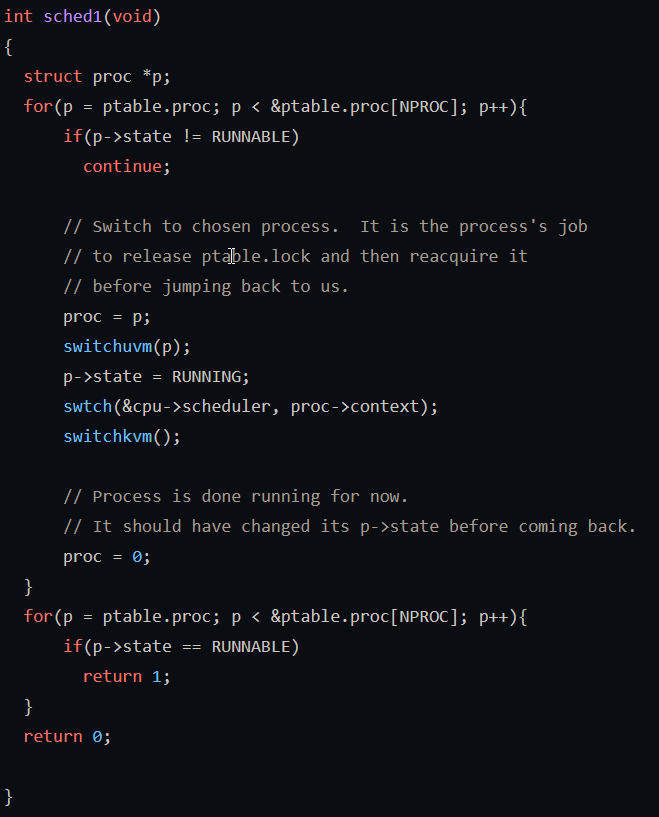 int sched1(void)
{
  struct proc *p;
  for(p = ptable.proc; p < &ptable.proc[NPROC]; p++){
      if(p->state != RUNNABLE)
        continue;

      // Switch to chosen process.  It is the process's job
      // to release ptable.lock and then reacquire it
      // before jumping back to us.
      proc = p;
      switchuvm(p);
      p->state = RUNNING;
      swtch(&cpu->scheduler, proc->context);
      switchkvm();

      // Process is done running for now.
      // It should have changed its p->state before coming back.
      proc = 0;
  }
  for(p = ptable.proc; p < &ptable.proc[NPROC]; p++){
      if(p->state == RUNNABLE)
        return 1;
  }
  return 0;

}